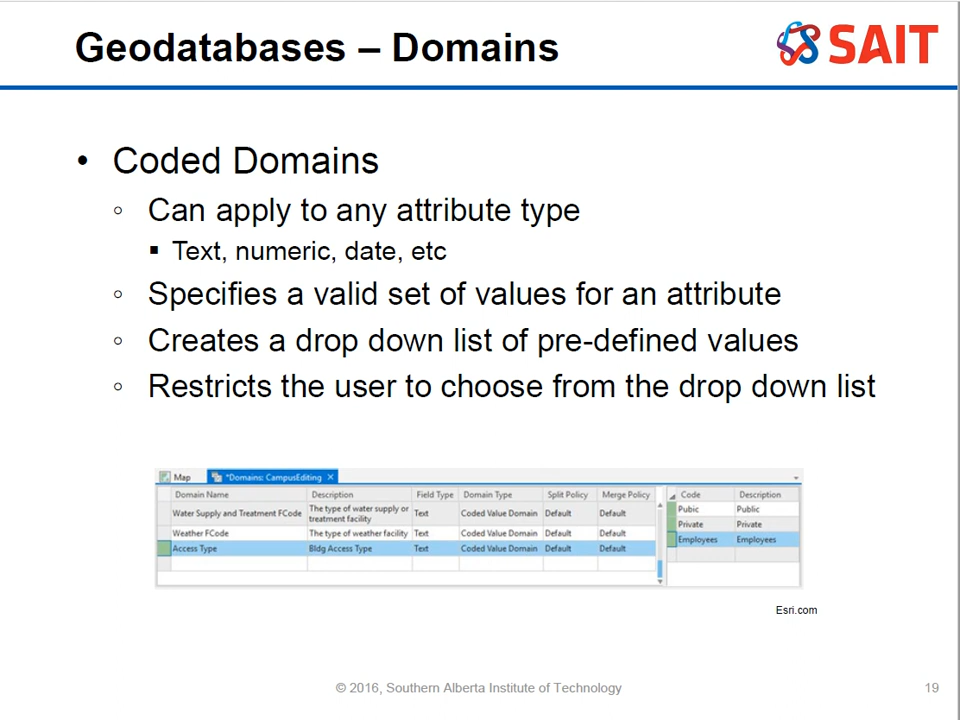 Geodatabases – Domains
SAIT
• Coded Domains
◦ Can apply to any attribute type
▪ Text, numeric, date, etc
◦ Specifies a valid set of values for an attribute
◦ Creates a drop down list of pre-defined values
◦ Restricts the user to choose from the drop down list
Map *Domains: CampusEditing ×
Domain Name Description Field Type Domain Type Split Policy Merge Policy
Water Supply and Treatment FCode The type of water supply or treatment facility Text Coded Value Domain Default Default
Weather FCode The type of weather facility Text Coded Value Domain Default Default
Access Type Bldg Access Type Text Coded Value Domain Default Default
Code Description
Pubic Public
Private Private
Employees Employees
Esri.com
© 2016, Southern Alberta Institute of Technology
19